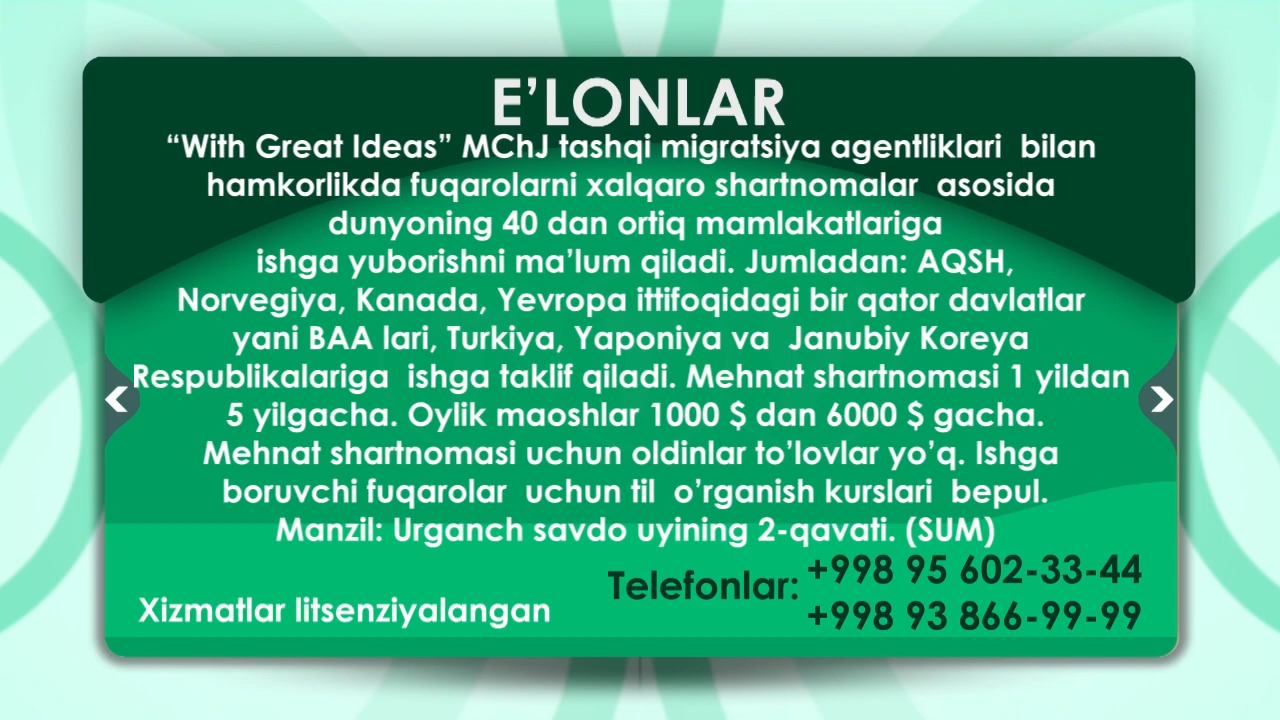 E’LONLAR
“With Great Ideas” MChJ tashqi migratsiya agentliklari bilan
hamkorlikda fuqarolarni xalqaro shartnomalar asosida
dunyoning 40 dan ortiq mamlakatlariga
ishga yuborishni ma’lum qiladi. Jumladan: AQSH,
Norvegiya, Kanada, Yevropa ittifoqidagi bir qator davlatlar
yani BAA lari, Turkiya, Yaponiya va Janubiy Koreya
Respublikalariga ishga taklif qiladi. Mehnat shartnomasi 1 yildan
5 yilgacha. Oylik maoshlar 1000 $ dan 6000 $ gacha.
Mehnat shartnomasi uchun oldinlar to’lovlar yo’q. Ishga
boruvchi fuqarolar uchun til o’rganish kurslari bepul.
Manzil: Urganch savdo uyining 2-qavati. (SUM)
Telefonlar: +998 95 602-33-44
+998 93 866-99-99
Xizmatlar litsenziyalangan